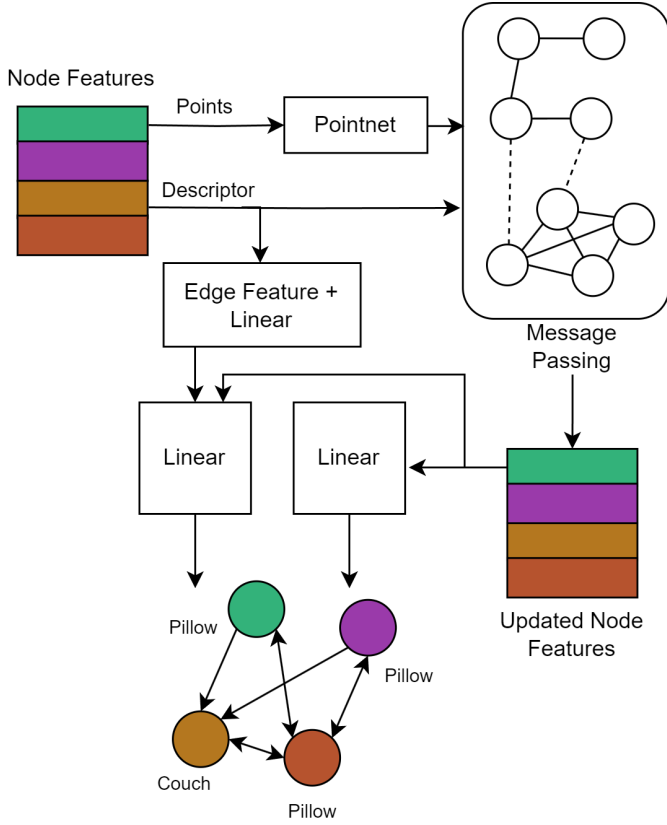 Node Features
Points
Pointnet
Descriptor
Edge Feature +
Linear
Message
Passing
Linear
Linear
Updated Node
Features
Pillow
Pillow
Couch
Pillow